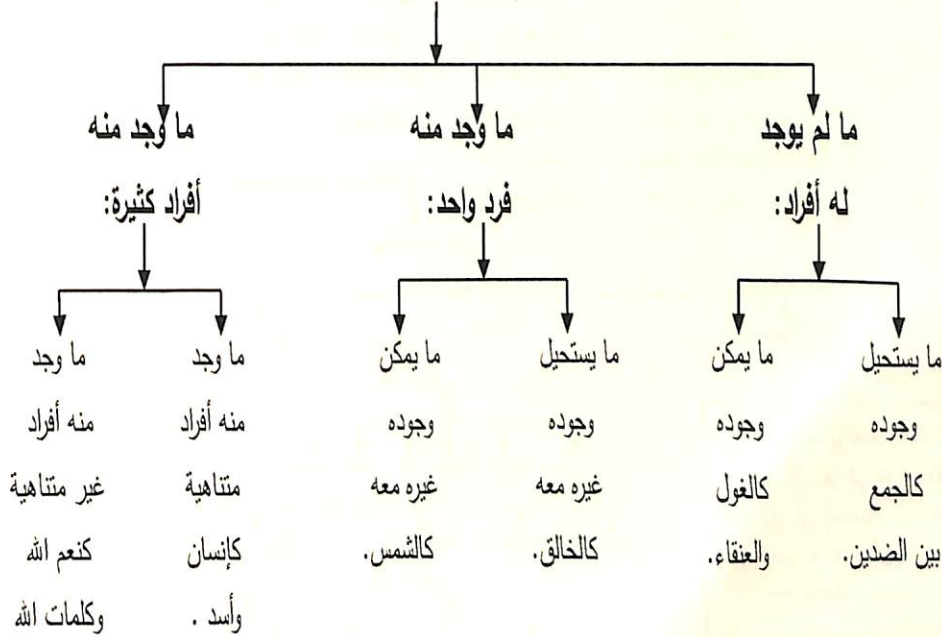 ما لم يوجد
له أفراد:
ما وجد منه
فرد واحد:
ما وجد منه
أفراد كثيرة:
ما يستحيل
وجوده
كالجمع
بين الضدين.
ما يمكن
وجوده
كالغول
والعنقاء.
ما يستحيل
وجوده
غيره معه
كالخالق.
ما يمكن
وجوده
غيره معه
كالشمس.
ما وجد
منه أفراد
متناهية
كإنسان
وأسد .
ما وجد
منه أفراد
غير متناهية
كنعم الله
وكلمات الله